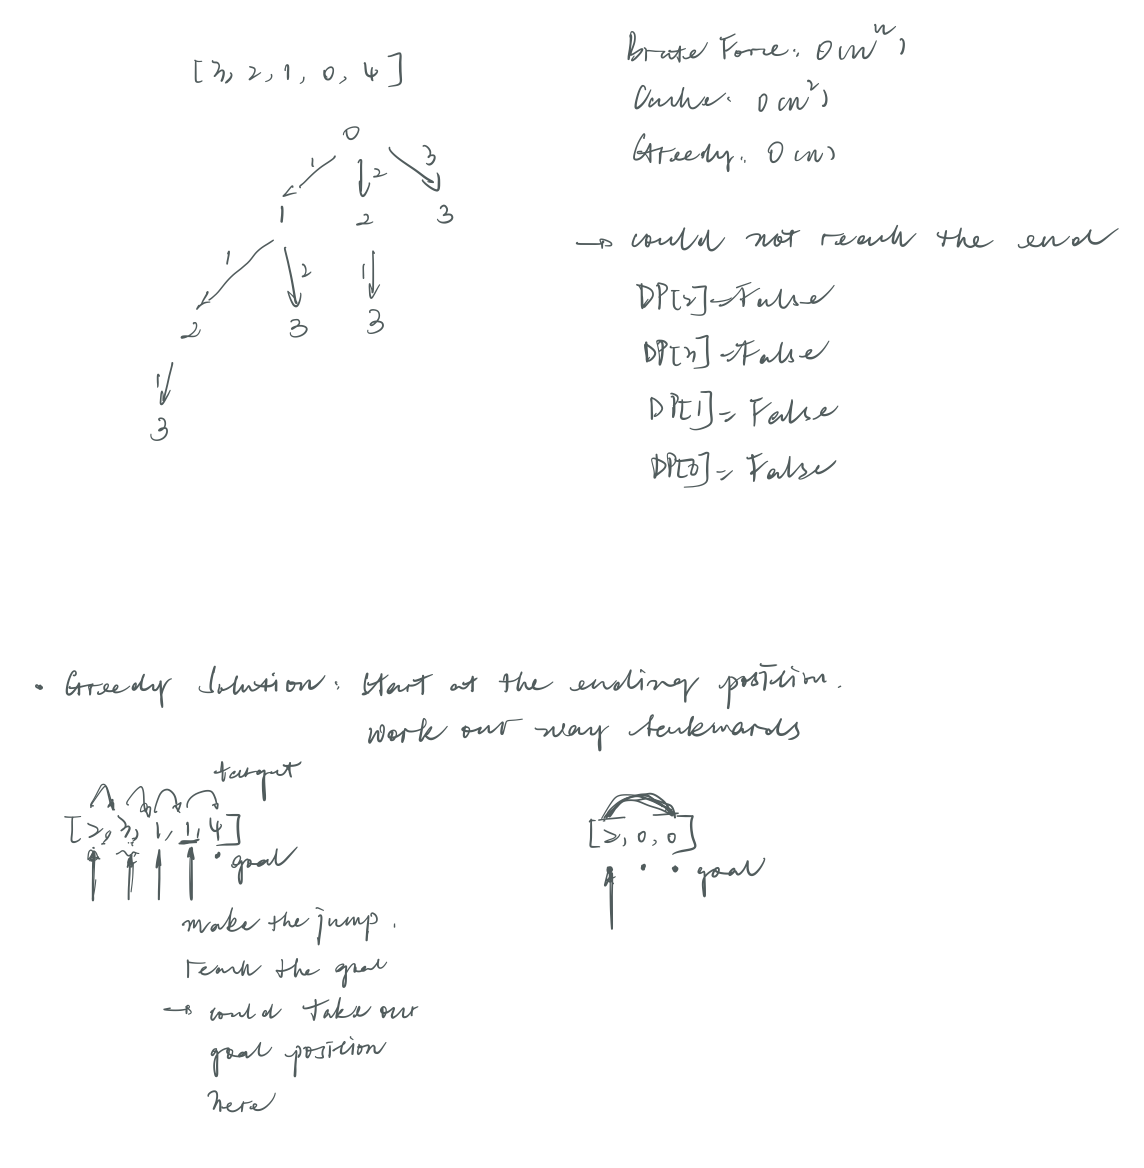 [3, 2, 1, 0, 4]
0
1 2 3
1 2 3
1 2 1
2 3 3
1
3
Brute Force: O(n^n)
Cache: O(n^2)
Greedy: O(n)
→ could not reach the end
DP[2]=False
DP[3]=False
DP[1]=False
DP[0]=False
• Greedy Solution: Start at the ending position.
work our way backwards
target
[2, 3, 1, 1, 4]
goal
make the jump.
reach the goal
→ could take our
goal position
here
[2, 0, 0]
goal